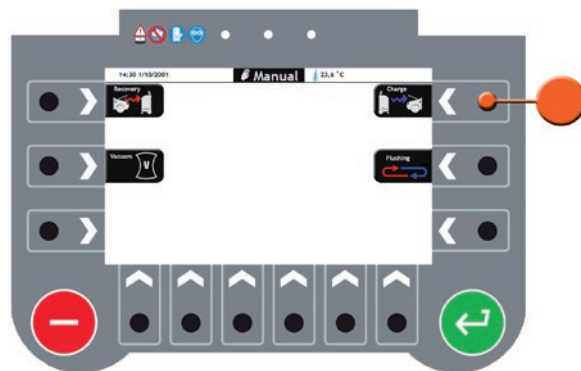 14:30 1/10/2001 Manual 23,6 °C
Recovery Charge
Vacuum V Flushing